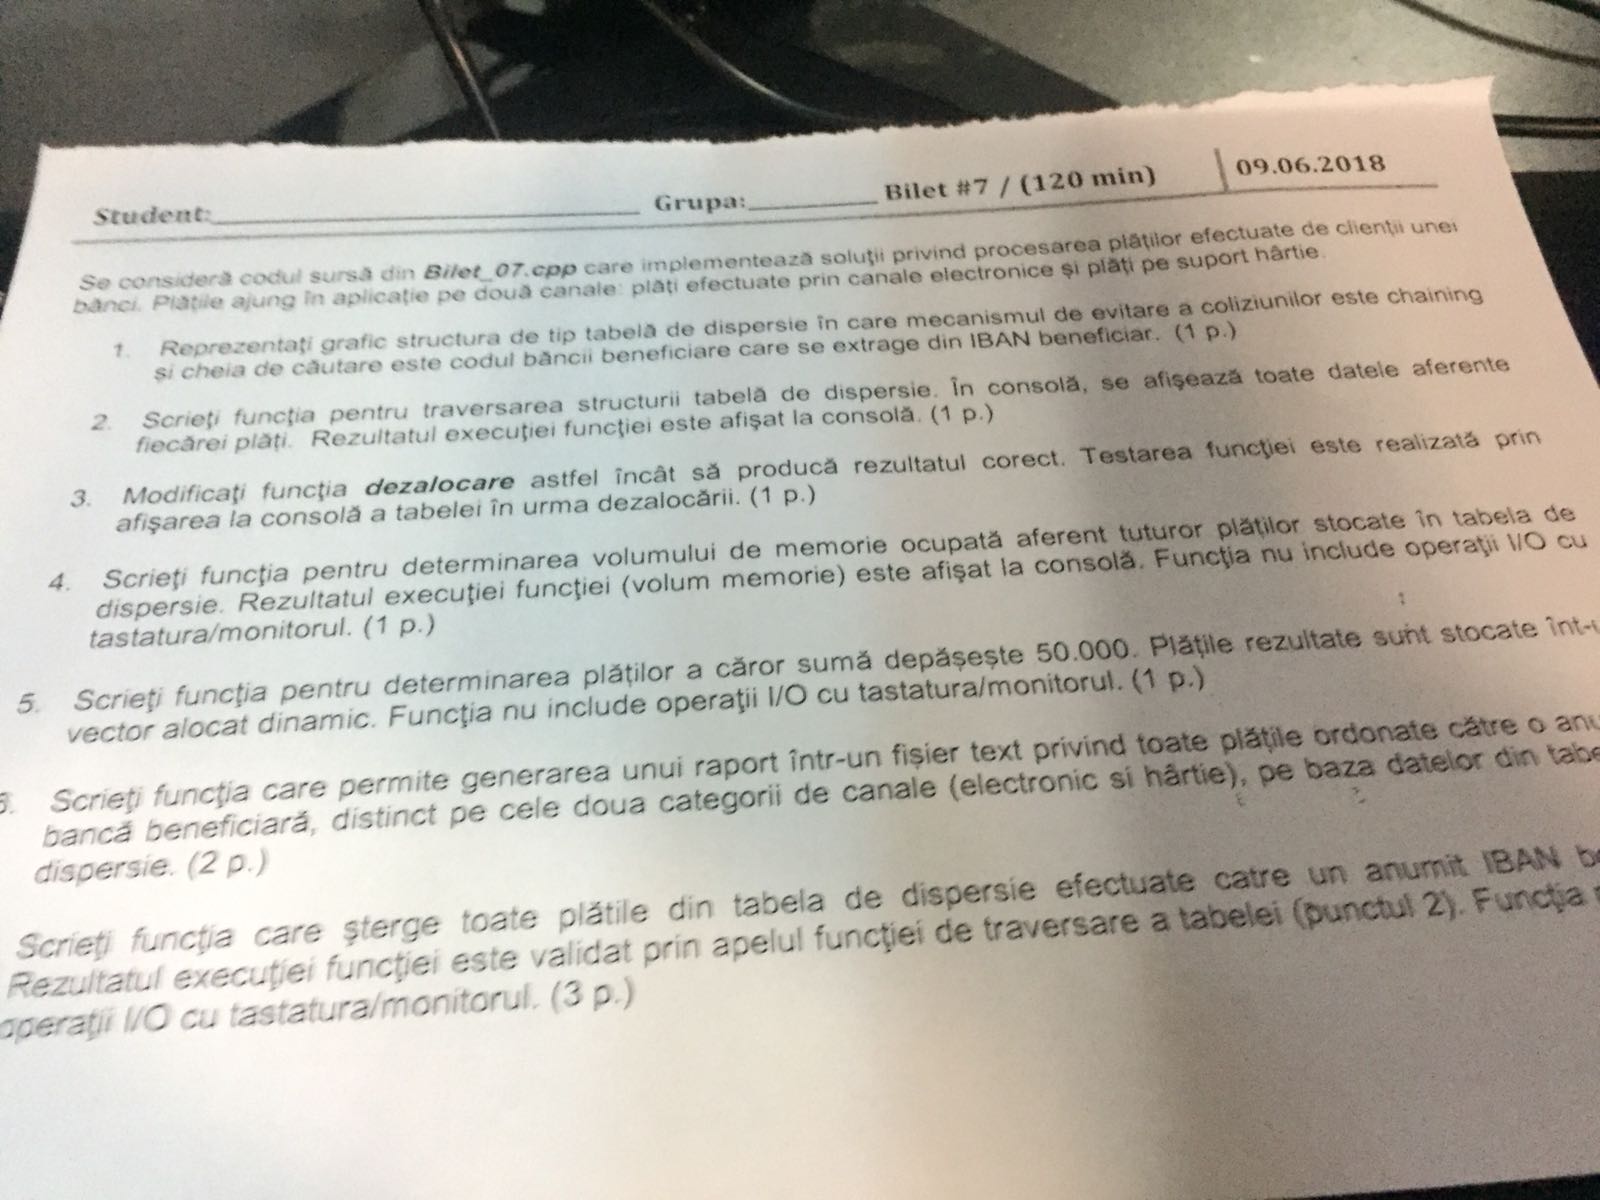 Student: Grupa: Bilet #7 / (120 min) 09.06.2018
Se consideră codul sursă din Bilet_07.cpp care implementează soluții privind procesarea plăților efectuate de clienții unei
bănci. Plățile ajung în aplicație pe două canale: plăți efectuate prin canale electronice și plăți pe suport hârtie.
1. Reprezentați grafic structura de tip tabelă de dispersie în care mecanismul de evitare a coliziunilor este chaining
și cheia de căutare este codul băncii beneficiare care se extrage din IBAN beneficiar. (1 p.)
2. Scrieți funcția pentru traversarea structurii tabelă de dispersie. În consolă, se afișează toate datele aferente
fiecărei plăți. Rezultatul execuției funcției este afișat la consolă. (1 p.)
3. Modificați funcția dezalocare astfel încât să producă rezultatul corect. Testarea funcției este realizată prin
afișarea la consolă a tabelei în urma dezalocării. (1 p.)
4. Scrieți funcția pentru determinarea volumului de memorie ocupată aferent tuturor plăților stocate în tabela de
dispersie. Rezultatul execuției funcției (volum memorie) este afișat la consolă. Funcția nu include operații I/O cu
tastatura/monitorul. (1 p.)
5. Scrieți funcția pentru determinarea plăților a căror sumă depășește 50.000. Plățile rezultate sunt stocate înt-
vector alocat dinamic. Funcția nu include operații I/O cu tastatura/monitorul. (1 p.)
Scrieți funcția care permite generarea unui raport într-un fișier text privind toate plățile ordonate către o
bancă beneficiară, distinct pe cele doua categorii de canale (electronic si hârtie), pe baza datelor din
dispersie. (2 p.)
Scrieți funcția care șterge toate plătile din tabela de dispersie efectuate catre un anumit IBAN
Rezultatul execuției funcției este validat prin apelul funcției de traversare a tabelei (punctul 2). Funcția
operații I/O cu tastatura/monitorul. (3 p.)